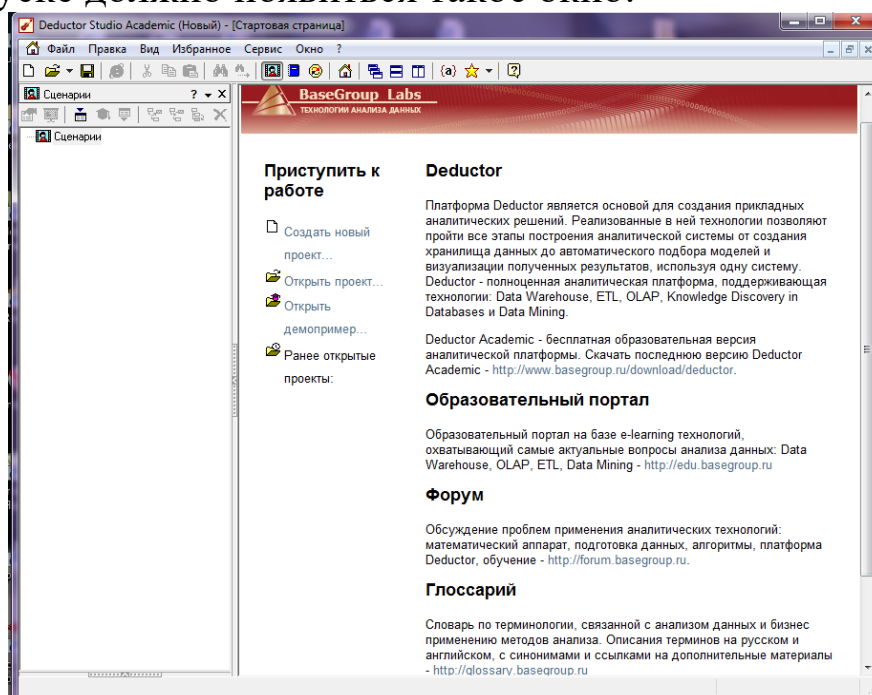 уске должно появиться такое окно:
Deductor Studio Academic (Новый) - [Стартовая страница]
Файл Правка Вид Избранное Сервис Окно ?
Сценарии
Сценарии
BaseGroup Labs
ТЕХНОЛОГИИ АНАЛИЗА ДАННЫХ
Приступить к
работе
Создать новый
проект...
Открыть проект...
Открыть
демопример...
Ранее открытые
проекты:
Deductor
Платформа Deductor является основой для создания прикладных
аналитических решений. Реализованные в ней технологии позволяют
пройти все этапы построения аналитической системы от создания
хранилища данных до автоматического подбора моделей и
визуализации полученных результатов, используя одну систему.
Deductor - полноценная аналитическая платформа, поддерживающая
технологии: Data Warehouse, ETL, OLAP, Knowledge Discovery in
Databases и Data Mining.
Deductor Academic - бесплатная образовательная версия
аналитической платформы. Скачать последнюю версию Deductor
Academic - http://www.basegroup.ru/download/deductor.
Образовательный портал
Образовательный портал на базе e-learning технологий,
охватывающий самые актуальные вопросы анализа данных: Data
Warehouse, OLAP, ETL, Data Mining - http://edu.basegroup.ru
Форум
Обсуждение проблем применения аналитических технологий:
математический аппарат, подготовка данных, алгоритмы, платформа
Deductor, обучение - http://forum.basegroup.ru.
Глоссарий
Словарь по терминологии, связанной с анализом данных и бизнес
применению методов анализа. Описания терминов на русском и
английском, с синонимами и ссылками на дополнительные материалы
- http://glossary.basegroup.ru